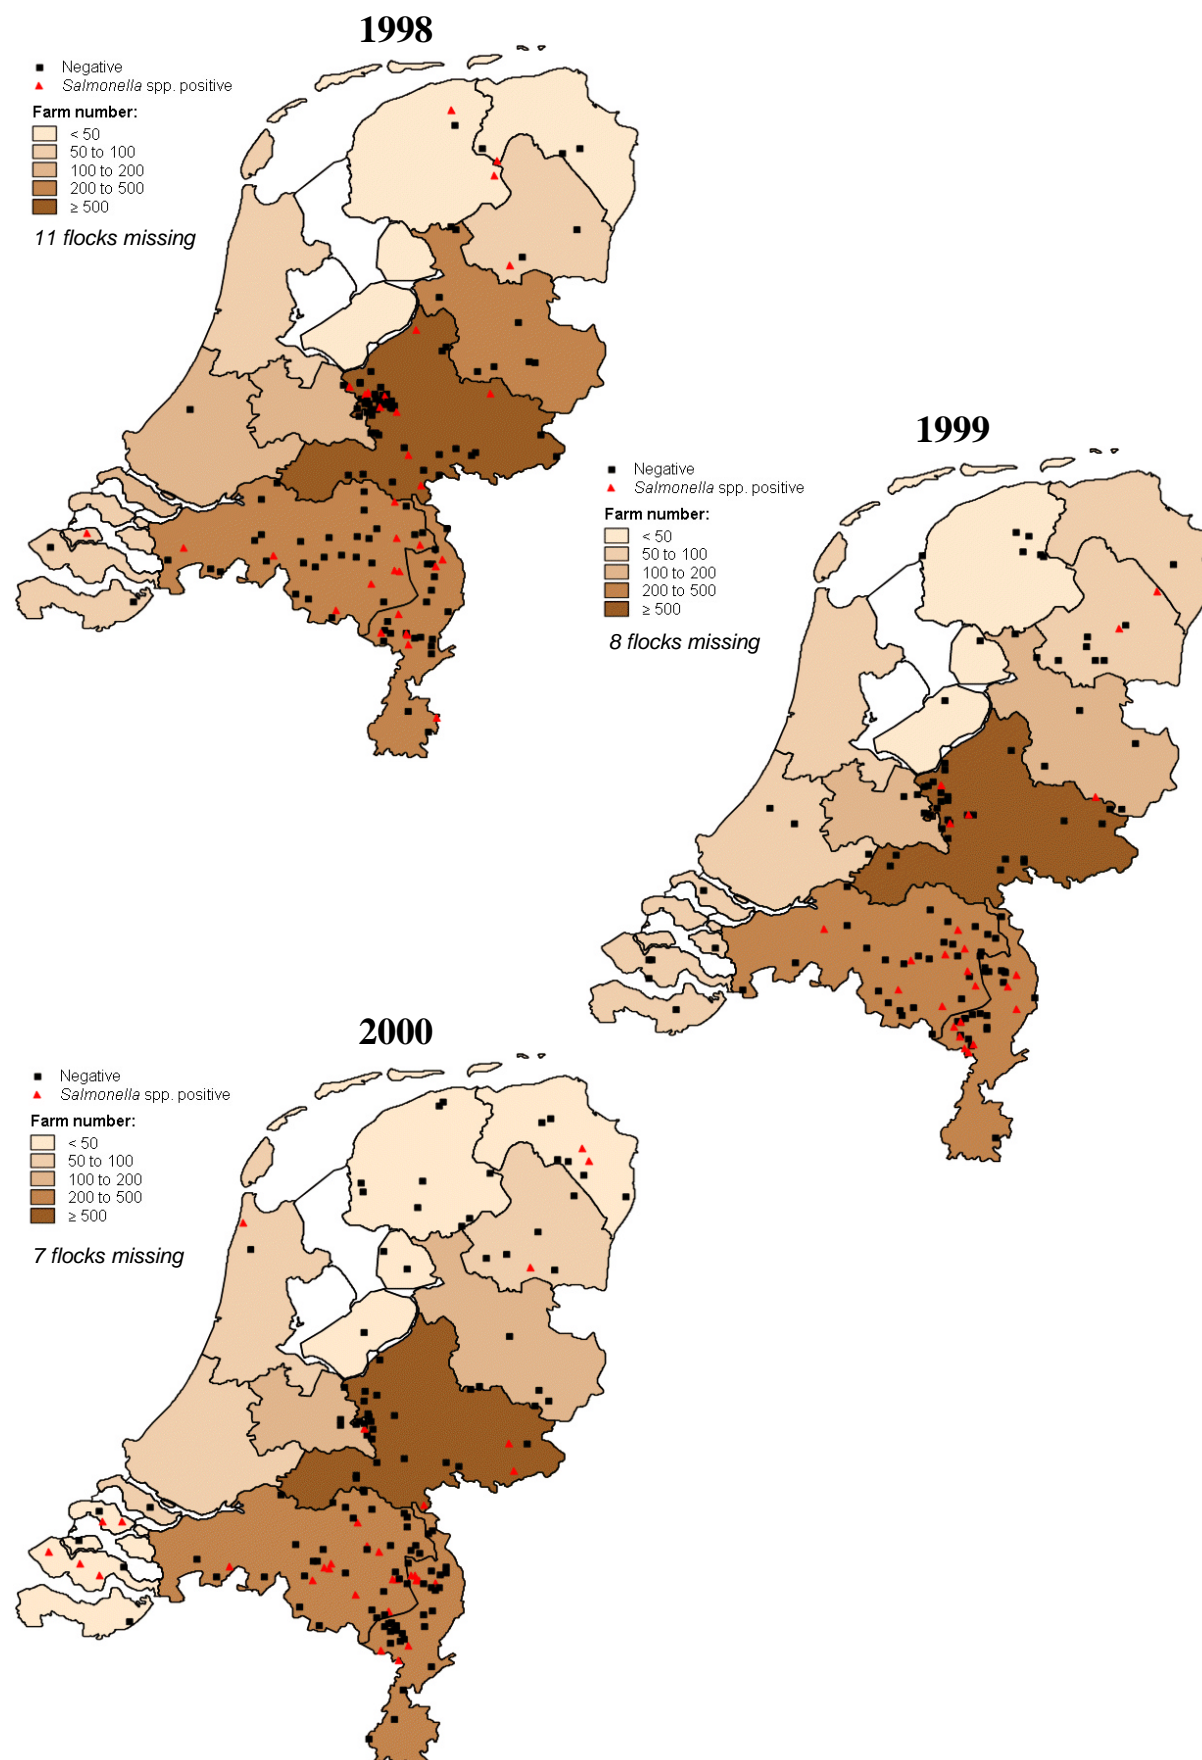 1998
Negative
Salmonella spp. positive
Farm number:
< 50
50 to 100
100 to 200
200 to 500
≥ 500
11 flocks missing
1999
Negative
Salmonella spp. positive
Farm number:
< 50
50 to 100
100 to 200
200 to 500
≥ 500
8 flocks missing
2000
Negative
Salmonella spp. positive
Farm number:
< 50
50 to 100
100 to 200
200 to 500
≥ 500
7 flocks missing